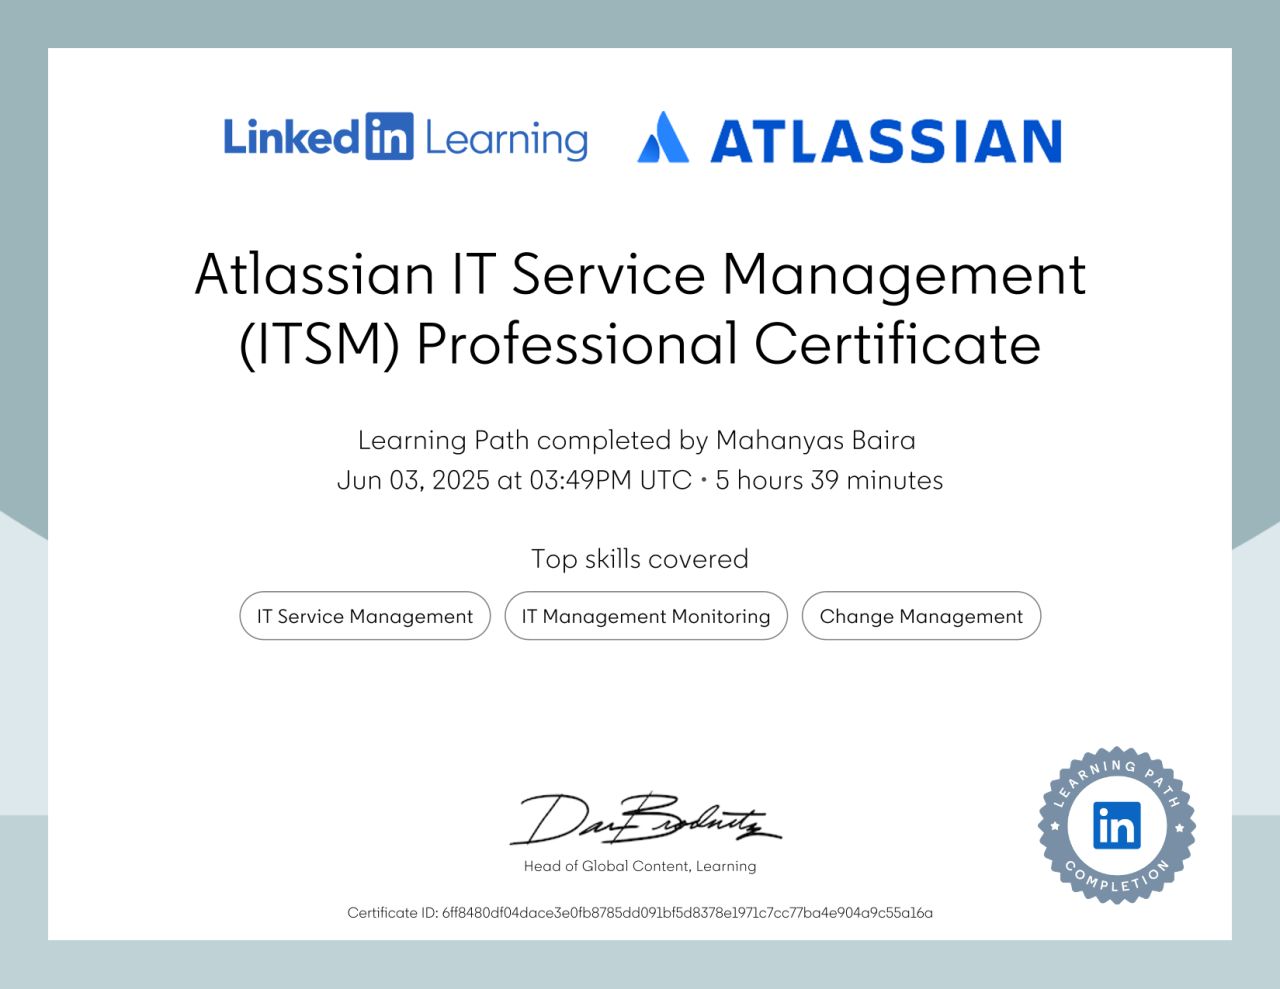 LinkedIn Learning ATLASSIAN
Atlassian IT Service Management
(ITSM) Professional Certificate
Learning Path completed by Mahanyas Baira
Jun 03, 2025 at 03:49PM UTC • 5 hours 39 minutes
Top skills covered
IT Service Management IT Management Monitoring Change Management
Dan Brodnitz
Head of Global Content, Learning
LEARNING PATH
in
COMPLETION
Certificate ID: 6ff8480df04dace3e0fb8785dd091bf5d8378e1971c7cc77ba4e904a9c55a16a